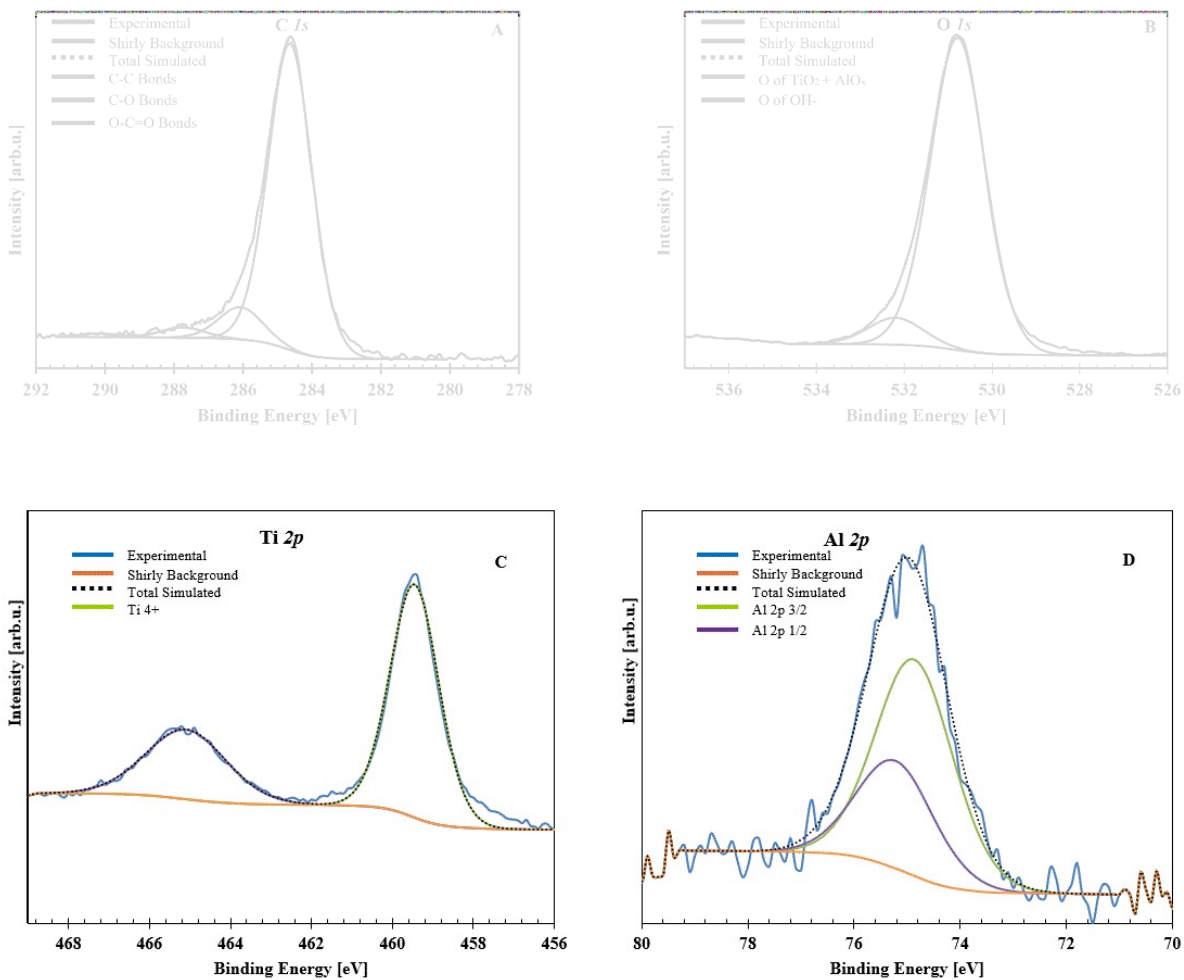 C 1s
A
Experimental
Shirly Background
Total Simulated
C-C Bonds
C-O Bonds
O-C=O Bonds
Intensity [arb.u.]
292 290 288 286 284 282 280 278
Binding Energy [eV]
O 1s
B
Experimental
Shirly Background
Total Simulated
O of TiO₂ + AlOₓ
O of OH-
Intensity [arb.u.]
536 534 532 530 528 526
Binding Energy [eV]
Ti 2p
C
Experimental
Shirly Background
Total Simulated
Ti 4+
Intensity [arb.u.]
468 466 464 462 460 458 456
Binding Energy [eV]
Al 2p
D
Experimental
Shirly Background
Total Simulated
Al 2p 3/2
Al 2p 1/2
Intensity [arb.u.]
80 78 76 74 72 70
Binding Energy [eV]